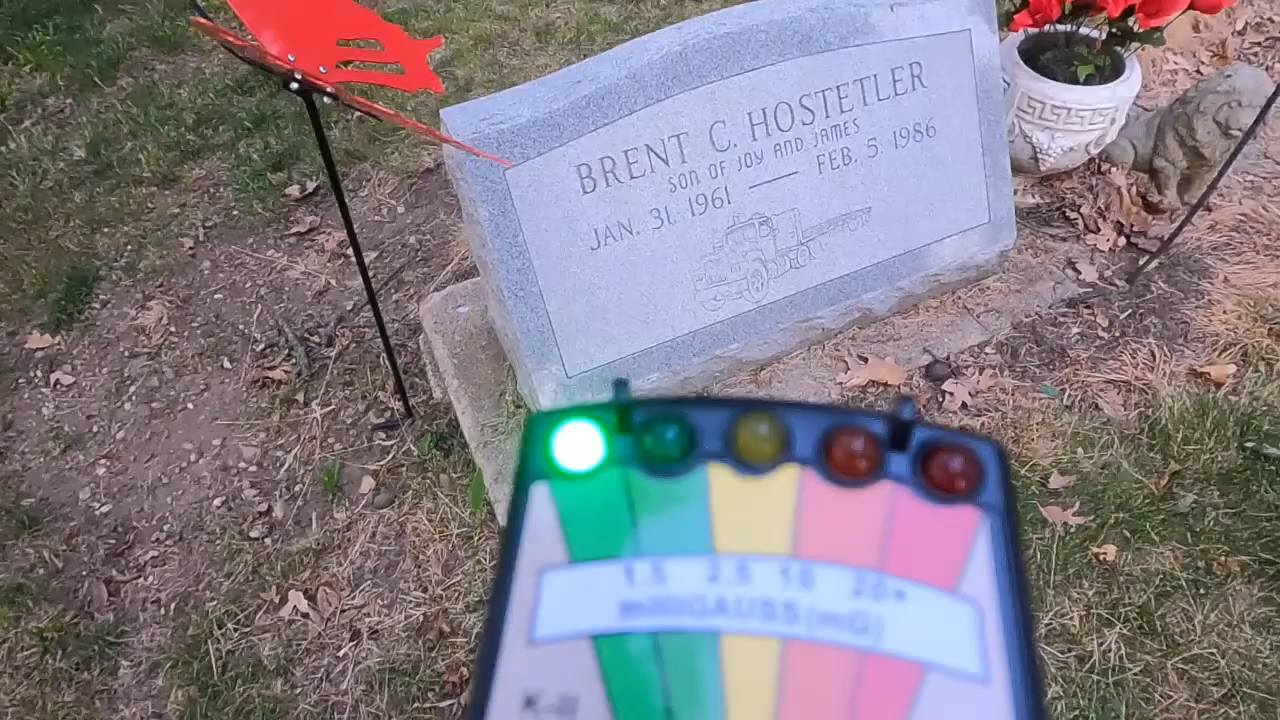 BRENT C. HOSTETLER
SON OF JOY AND JAMES
JAN. 31, 1961 — FEB. 5, 1986
1.5 2.5 10 20+
milliGAUSS (mG)
K-II